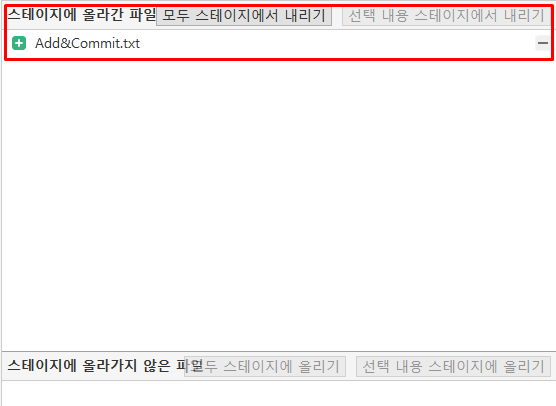 스테이지에 올라간 파일 모두 스테이지에서 내리기 선택 내용 스테이지에서 내리기
Add&Commit.txt
스테이지에 올라가지 않은 파일 모두 스테이지에 올리기 선택 내용 스테이지에 올리기